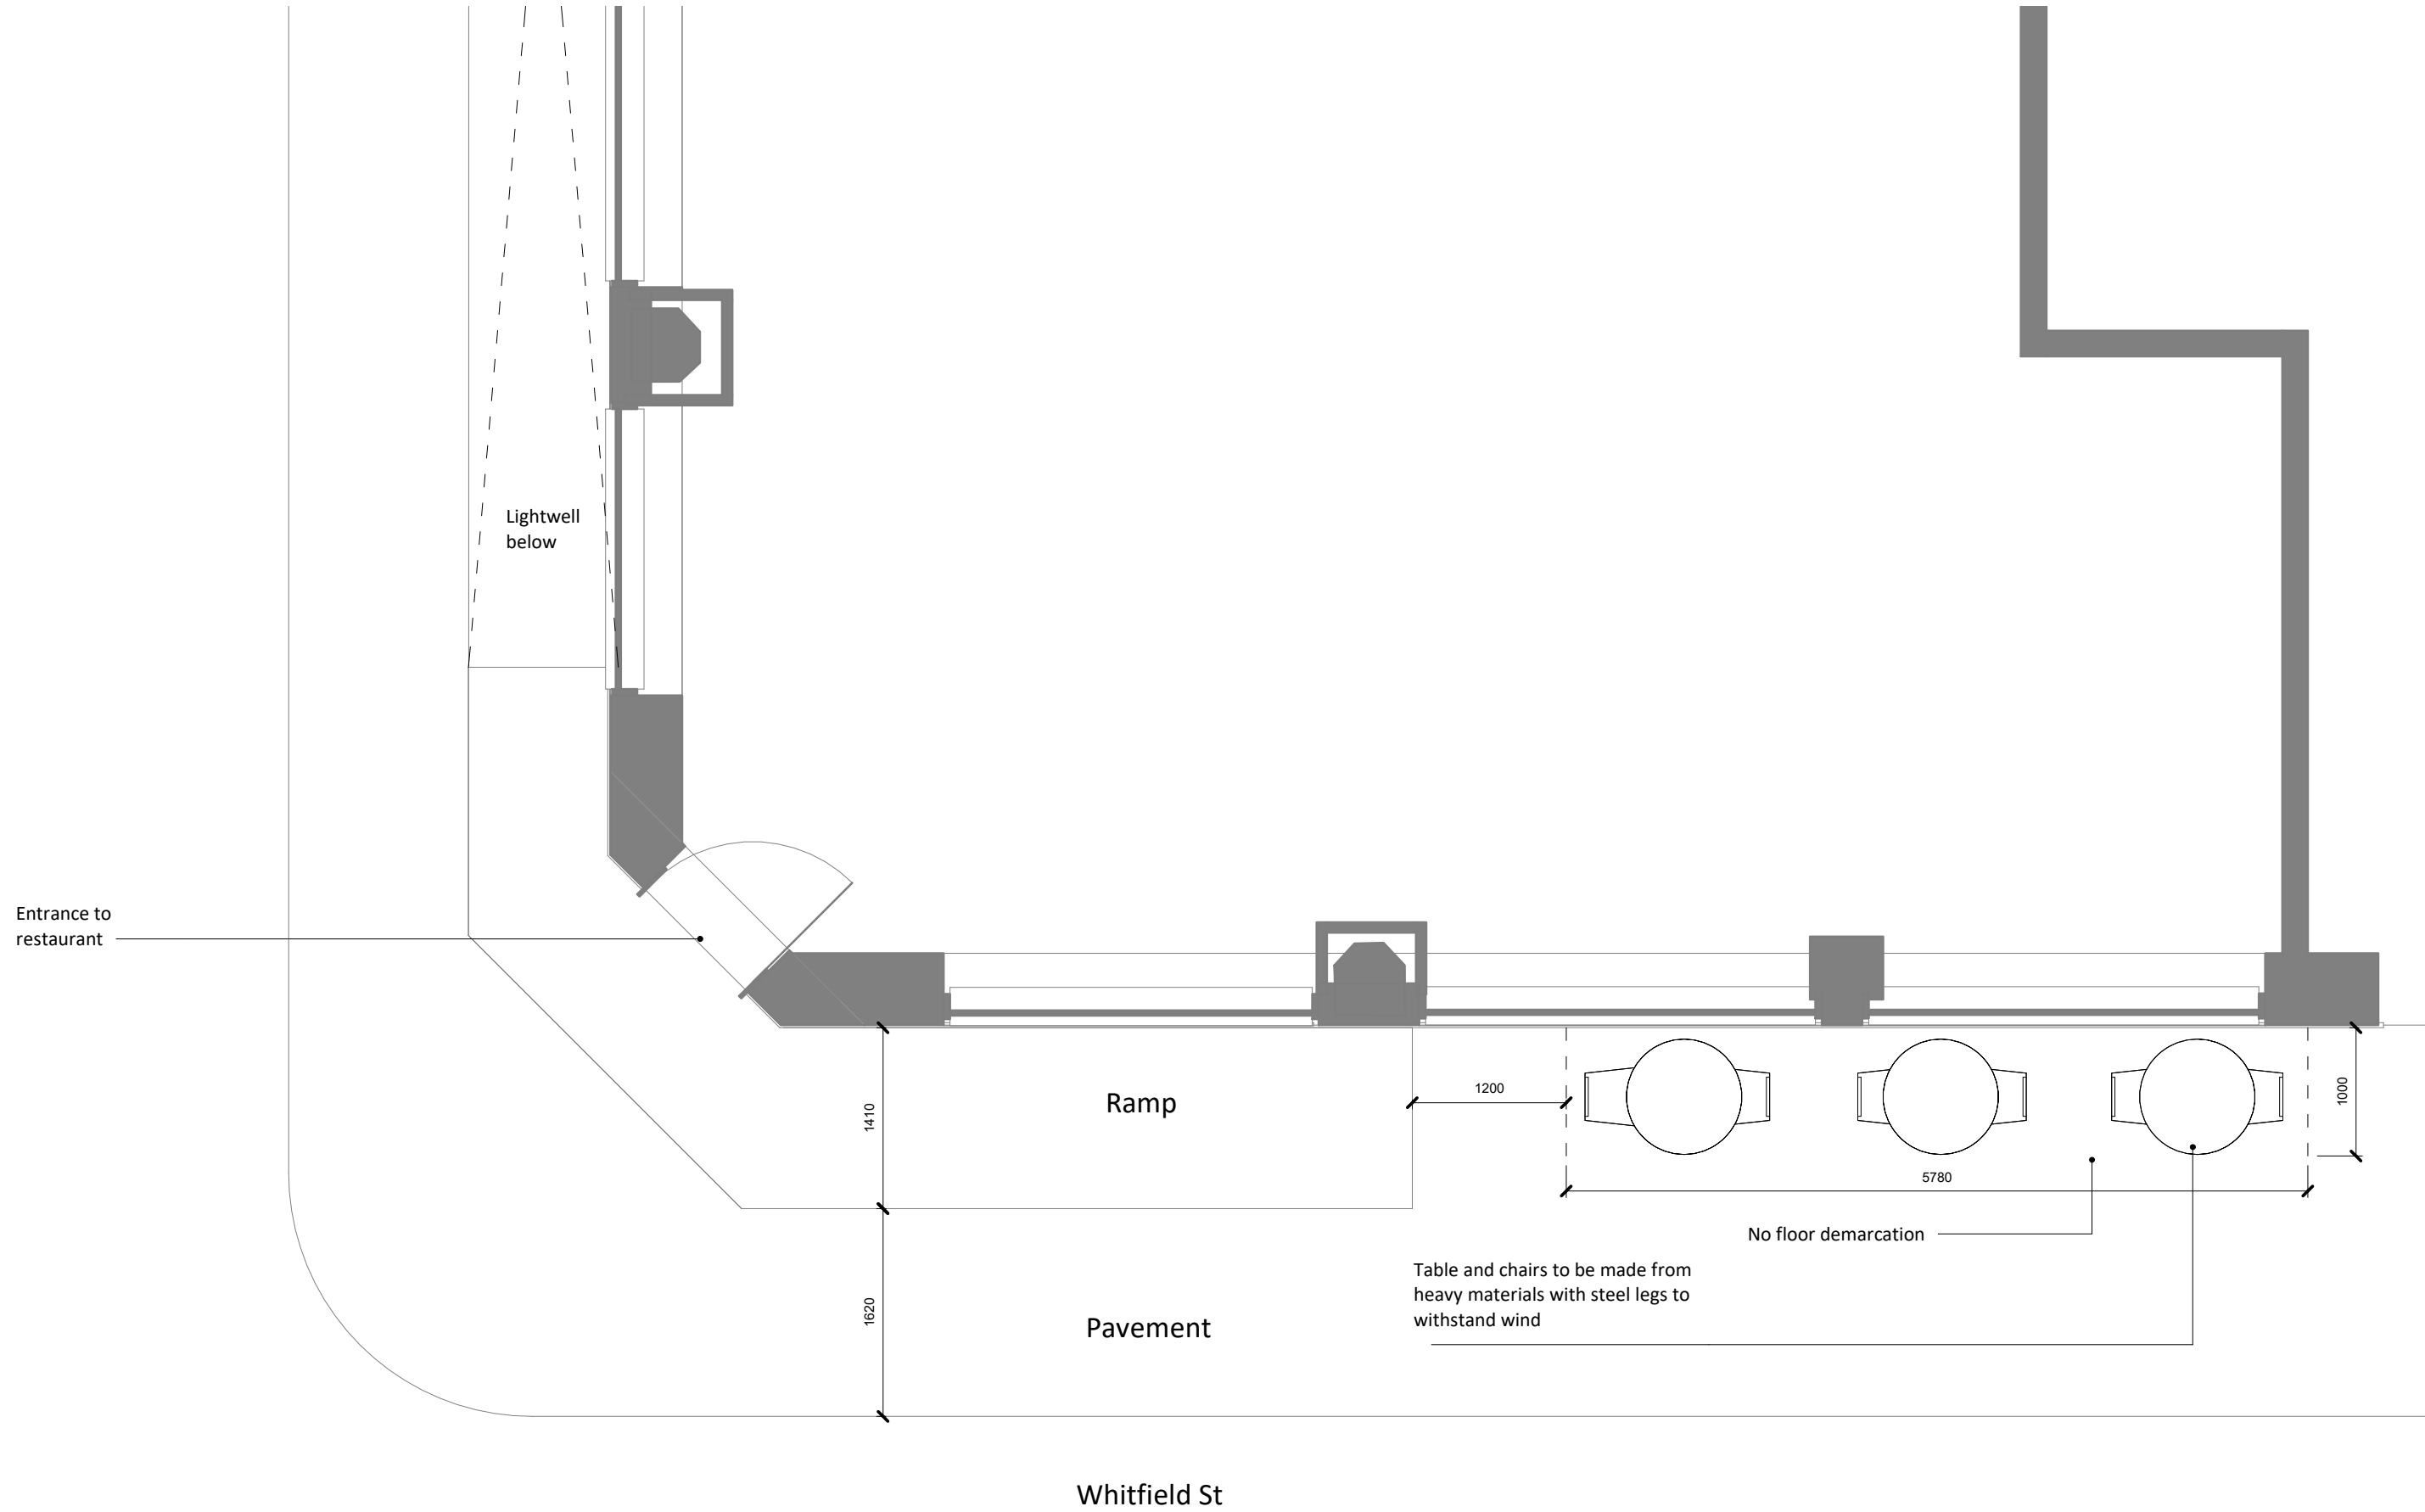 Lightwell
below
Entrance to
restaurant
Ramp
1410
1200
1000
5780
No floor demarcation
Table and chairs to be made from
heavy materials with steel legs to
withstand wind
1620
Pavement
Whitfield St